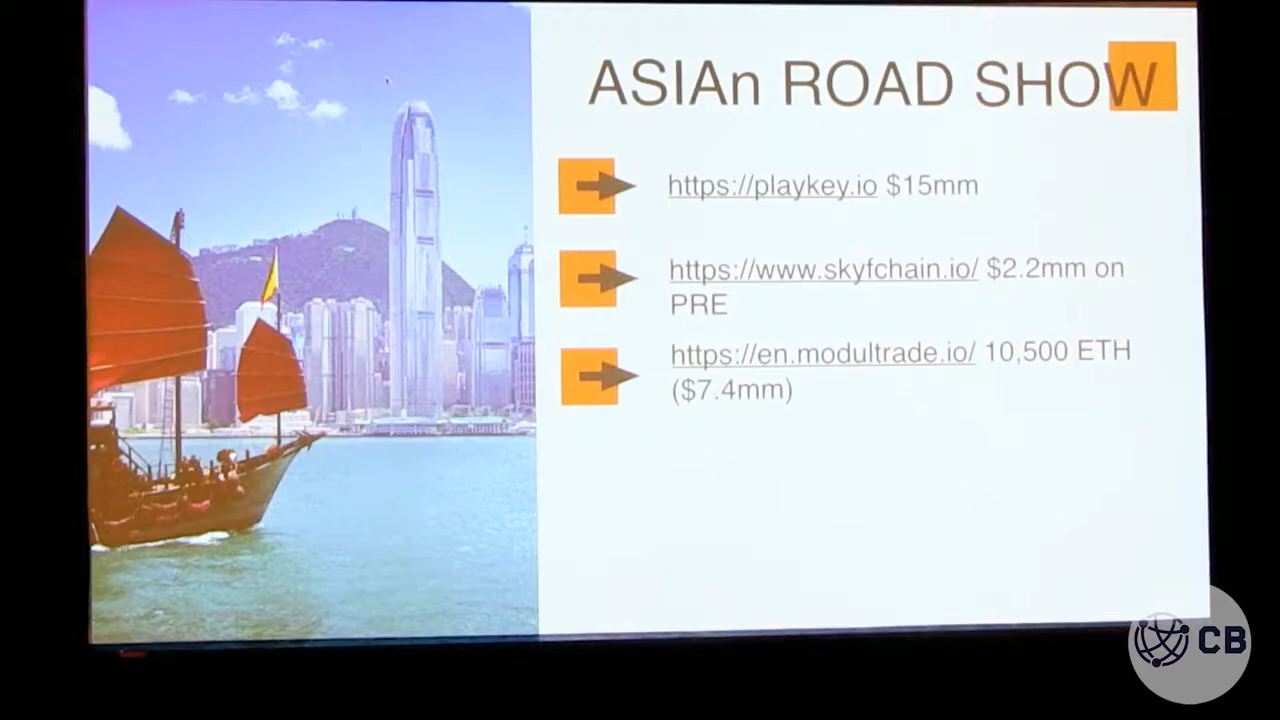 ASIAn ROAD SHOW
https://playkey.io $15mm
https://www.skyfchain.io/ $2.2mm on
PRE
https://en.modultrade.io/ 10,500 ETH
($7.4mm)
CB